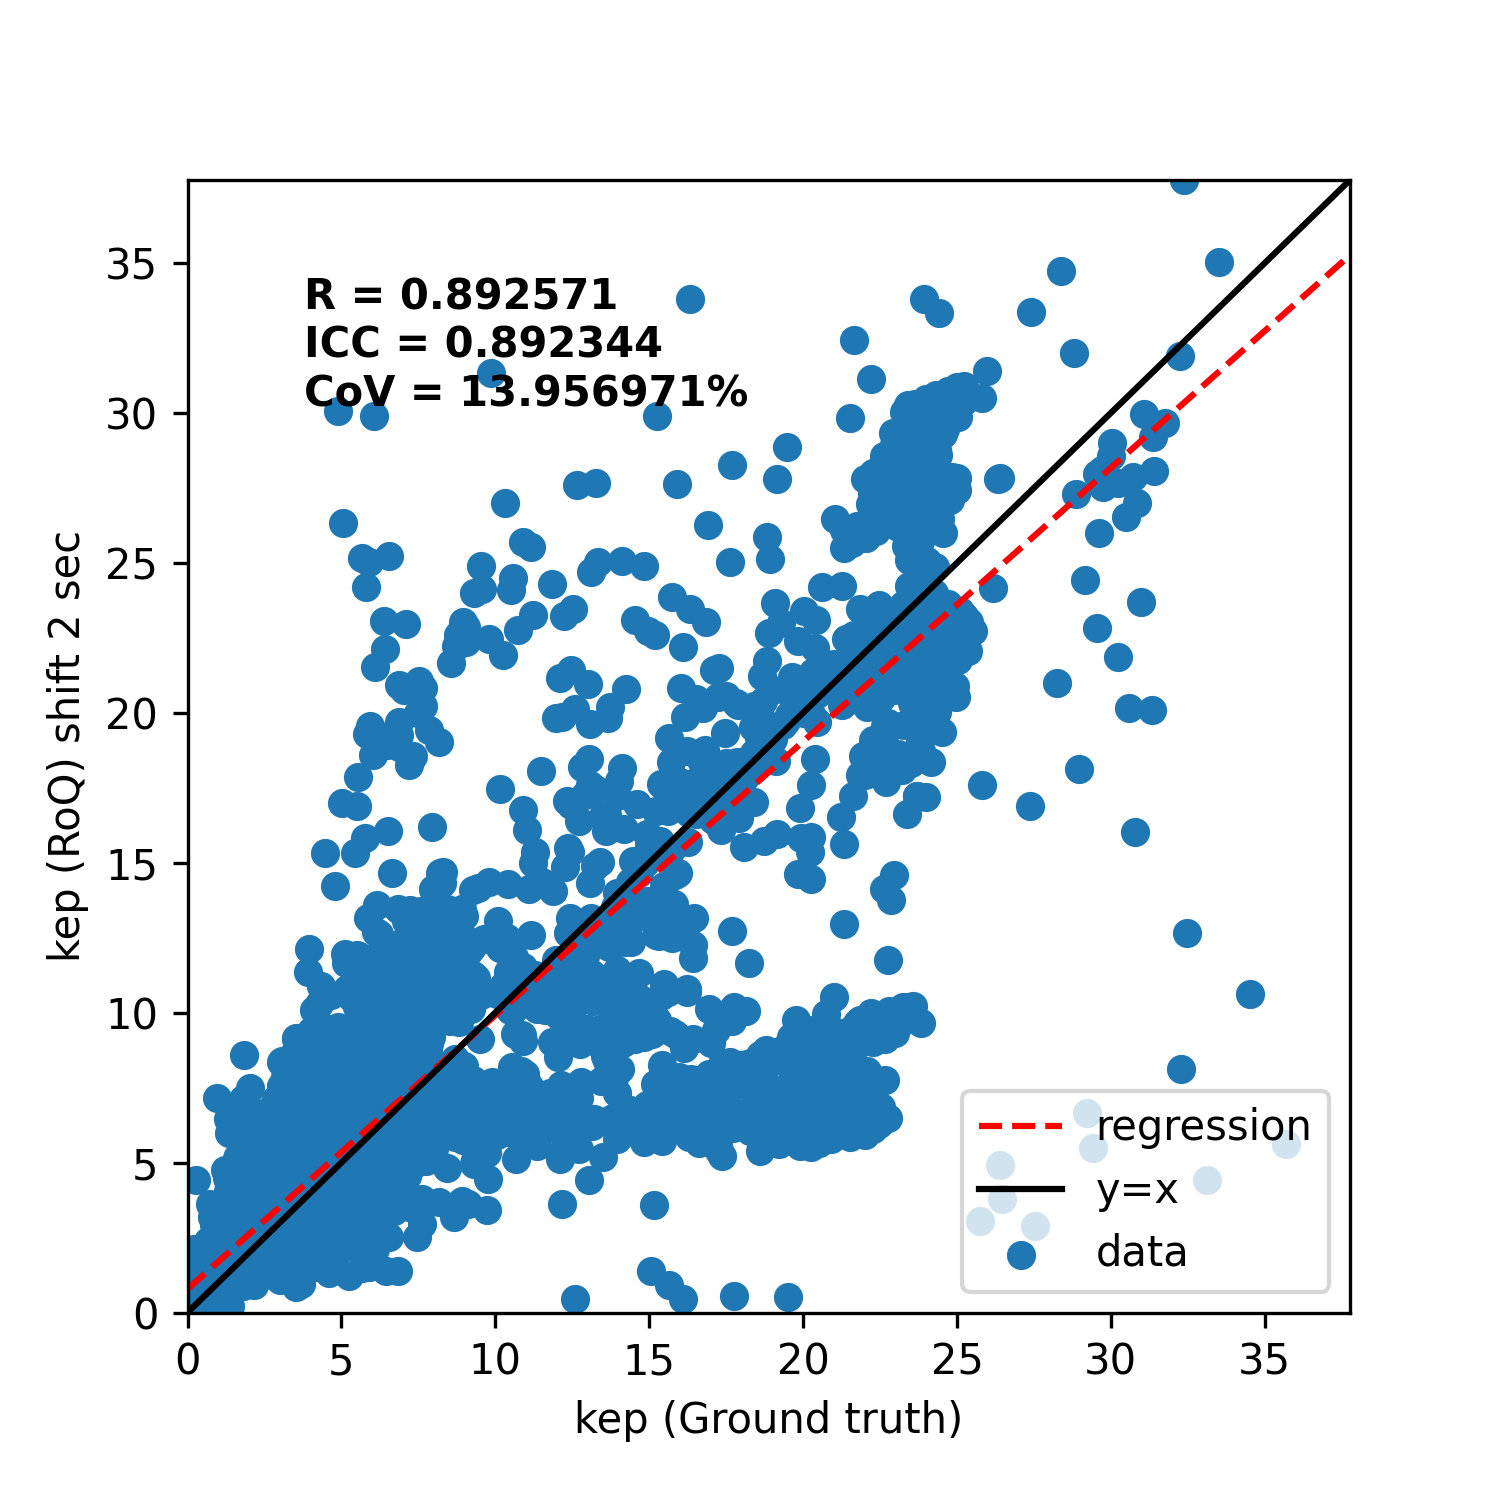 R = 0.892571
ICC = 0.892344
CoV = 13.956971%
kep (RoQ) shift 2 sec
35
30
25
20
15
10
5
0
0 5 10 15 20 25 30 35
kep (Ground truth)
regression
y=x
data